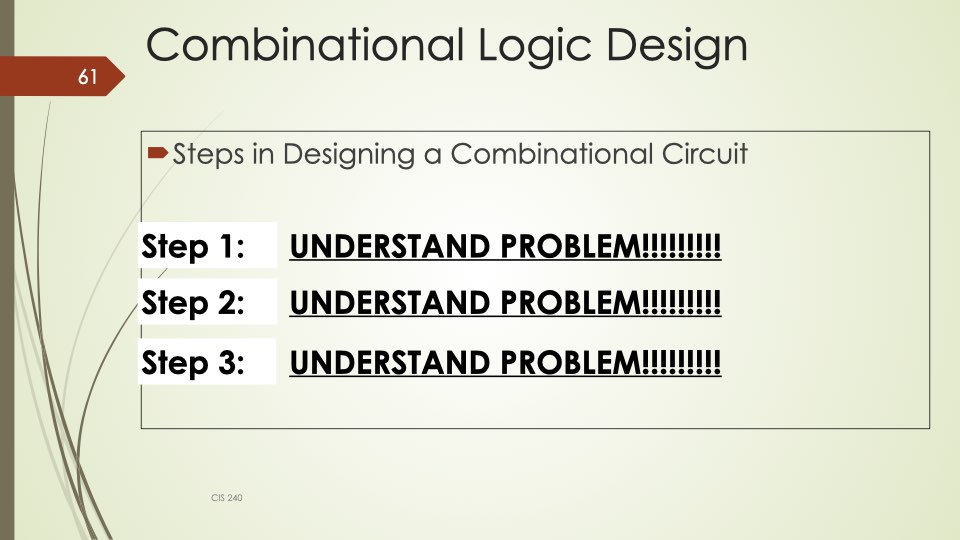 Combinational Logic Design
61
Steps in Designing a Combinational Circuit
Step 1: UNDERSTAND PROBLEM!!!!!!!!!
Step 2: UNDERSTAND PROBLEM!!!!!!!!!
Step 3: UNDERSTAND PROBLEM!!!!!!!!!
CIS 240